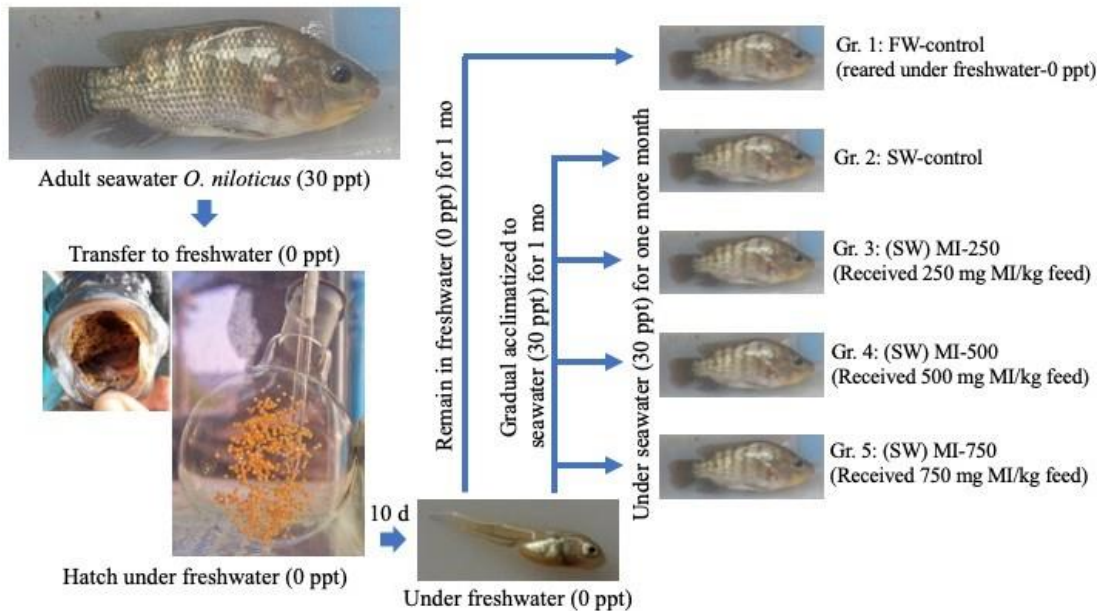 Adult seawater O. niloticus (30 ppt)
Transfer to freshwater (0 ppt)
Hatch under freshwater (0 ppt)
10 d
Under freshwater (0 ppt)
Remain in freshwater (0 ppt) for 1 mo
Gradual acclimatized to
seawater (30 ppt) for 1 mo
Under seawater (30 ppt) for one more month
Gr. 1: FW-control
(reared under freshwater-0 ppt)
Gr. 2: SW-control
Gr. 3: (SW) MI-250
(Received 250 mg MI/kg feed)
Gr. 4: (SW) MI-500
(Received 500 mg MI/kg feed)
Gr. 5: (SW) MI-750
(Received 750 mg MI/kg feed)